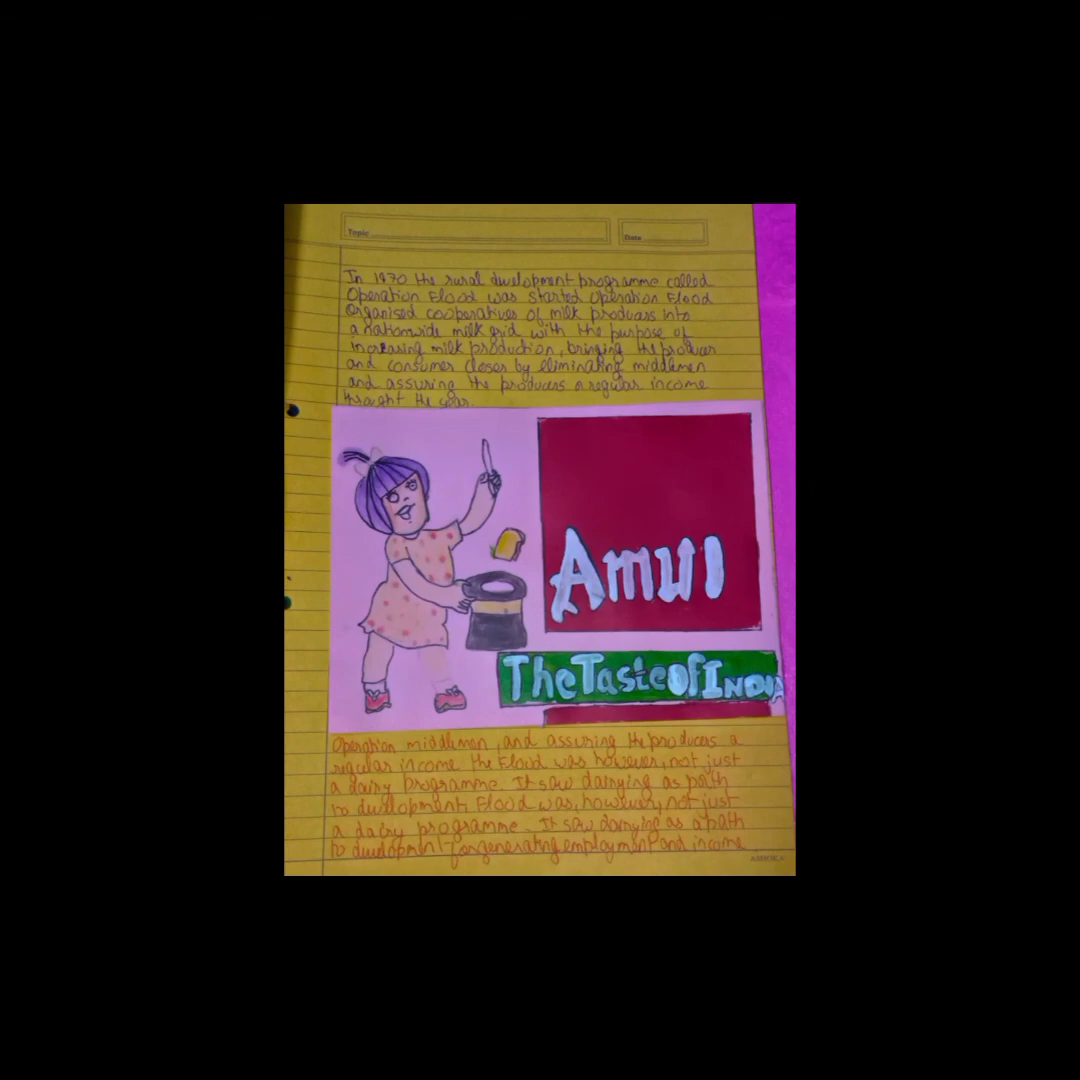 Topic
Date
In 1970 the rural development programme called
Operation Flood was started Operation Flood
Organised cooperatives of milk producers into
a nationwide milk grid with the purpose of
increasing milk production, bringing the producer
and consumer closer by eliminating middlemen
and assuring the producers a regular income
throught the year.
Amul
The Taste of INDIA
Operation middlemen, and assuring the producers a
regular income the Flood was however, not just
a dairy programme. It saw dairying as path
to development. Flood was, however, not just
a dairy programme. It saw dairying as a path
to development for generating employment and income